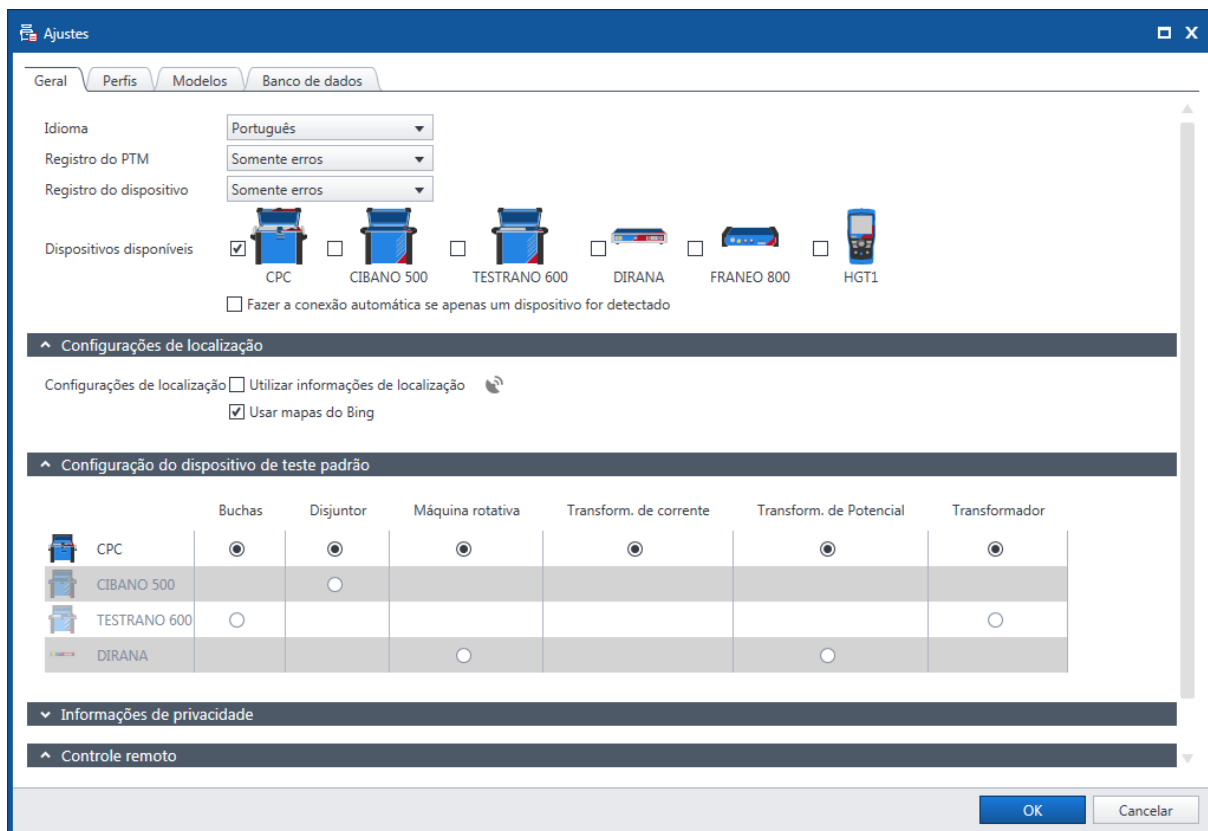 Ajustes
Geral Perfis Modelos Banco de dados
Idioma Português
Registro do PTM Somente erros
Registro do dispositivo Somente erros
Dispositivos disponíveis
CPC CIBANO 500 TESTRANO 600 DIRANA FRANEO 800 HGT1
Fazer a conexão automática se apenas um dispositivo for detectado
Configurações de localização
Configurações de localização Utilizar informações de localização
Usar mapas do Bing
Configuração do dispositivo de teste padrão
Buchas Disjuntor Máquina rotativa Transform. de corrente Transform. de Potencial Transformador
CPC
CIBANO 500
TESTRANO 600
DIRANA
Informações de privacidade
Controle remoto
OK Cancelar